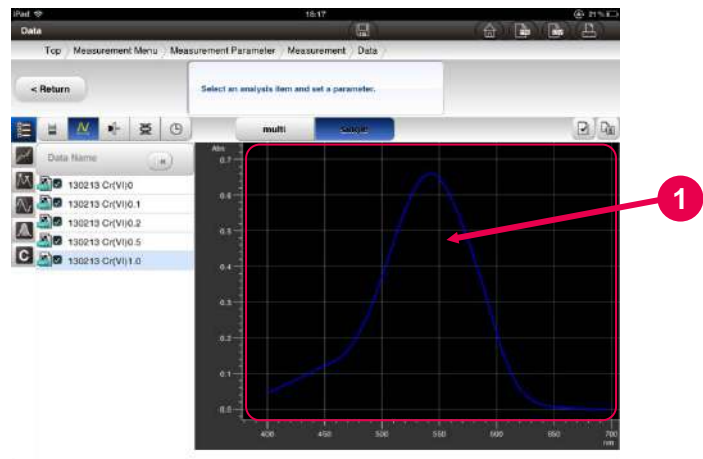 iPad 15:17 21%
Data
Top Measurement Menu Measurement Parameter Measurement Data
< Return
Select an analysis item and set a parameter.
multi single
Data Name «
130213 Cr(VI)0
130213 Cr(VI)0.1
130213 Cr(VI)0.2
130213 Cr(VI)0.5
C 130213 Cr(VI)1.0
Abs
0.7
0.6
0.5
0.4
0.3
0.2
0.1
0.0
400 450 500 550 600 650 700
nm
1